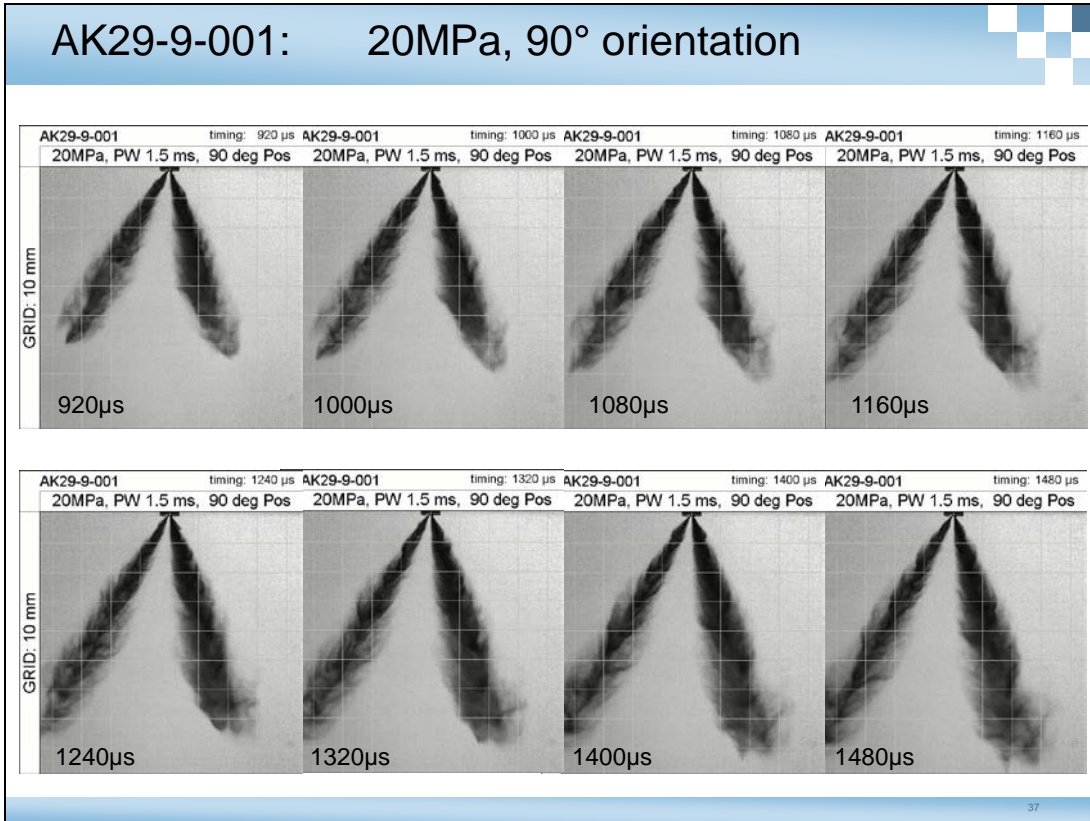 AK29-9-001: 20MPa, 90° orientation
AK29-9-001 timing: 920 µs AK29-9-001 timing: 1000 µs AK29-9-001 timing: 1080 µs AK29-9-001 timing: 1160 µs
20MPa, PW 1.5 ms, 90 deg Pos 20MPa, PW 1.5 ms, 90 deg Pos 20MPa, PW 1.5 ms, 90 deg Pos 20MPa, PW 1.5 ms, 90 deg Pos
GRID: 10 mm
920µs 1000µs 1080µs 1160µs
AK29-9-001 timing: 1240 µs AK29-9-001 timing: 1320 µs AK29-9-001 timing: 1400 µs AK29-9-001 timing: 1480 µs
20MPa, PW 1.5 ms, 90 deg Pos 20MPa, PW 1.5 ms, 90 deg Pos 20MPa, PW 1.5 ms, 90 deg Pos 20MPa, PW 1.5 ms, 90 deg Pos
GRID: 10 mm
1240µs 1320µs 1400µs 1480µs
37